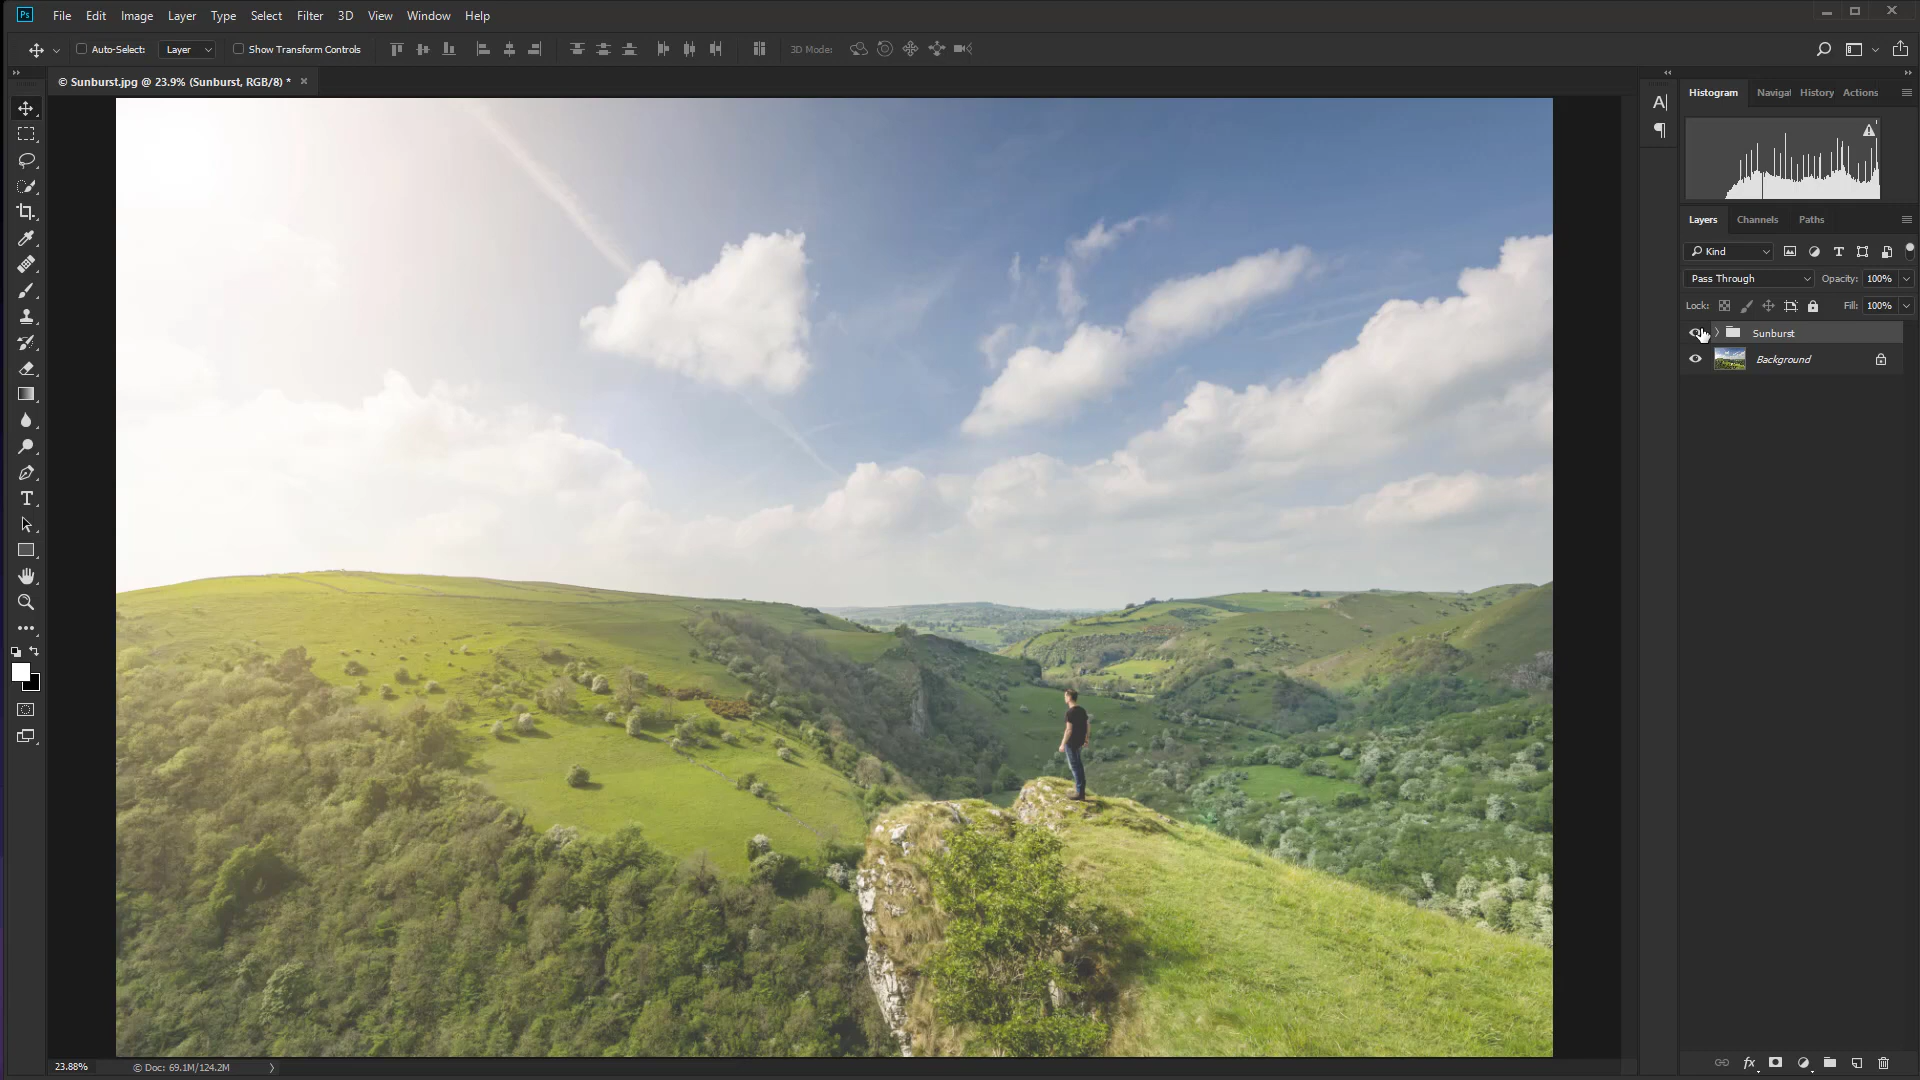 Ps File Edit Image Layer Type Select Filter 3D View Window Help
Auto-Select: Layer Show Transform Controls 3D Mode:
© Sunburst.jpg @ 23.9% (Sunburst, RGB/8) * ×
Histogram Navigat History Actions
Layers Channels Paths
Kind
Pass Through Opacity: 100%
Lock: Fill: 100%
Sunburst
Background
23.88% © Doc: 69.1M/124.2M